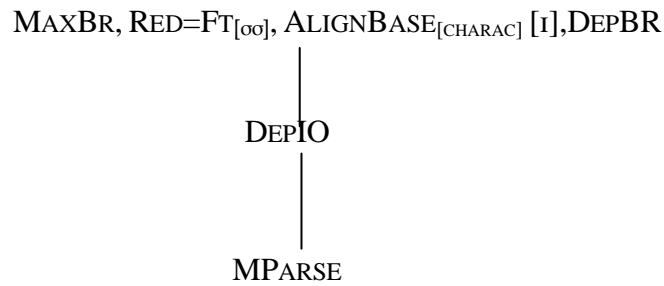 MAXBR, RED=FT[σσ], ALIGNBASE[CHARAC] [I],DEPBR
DEPIO
MPARSE